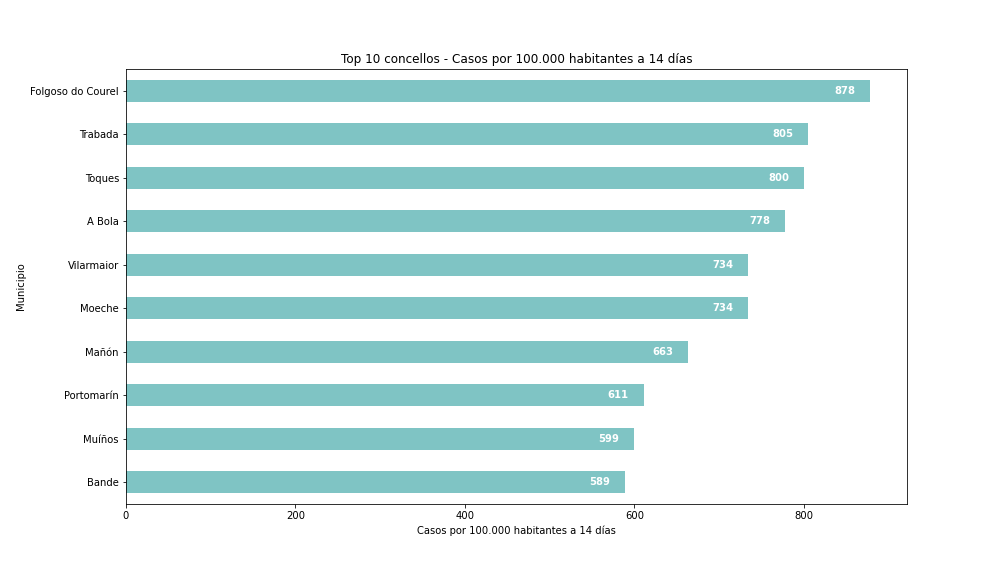 Top 10 concellos - Casos por 100.000 habitantes a 14 días
Municipio
Folgoso do Courel 878
Trabada 805
Toques 800
A Bola 778
Vilarmaior 734
Moeche 734
Mañón 663
Portomarín 611
Muíños 599
Bande 589
0 200 400 600 800
Casos por 100.000 habitantes a 14 días